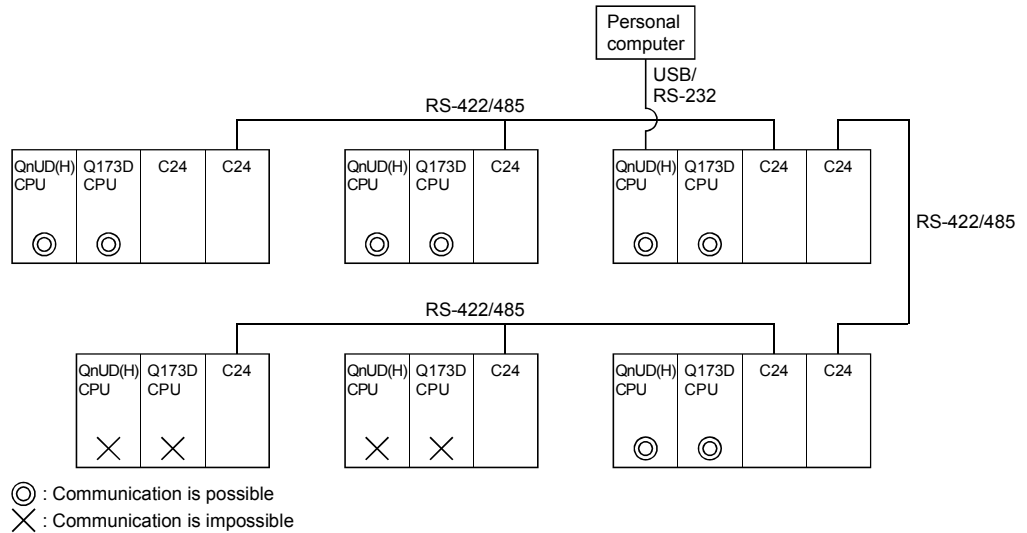 Personal
computer
USB/
RS-232
RS-422/485
QnUD(H)
CPU
Q173D
CPU
C24
C24
QnUD(H)
CPU
Q173D
CPU
C24
QnUD(H)
CPU
Q173D
CPU
C24
C24
RS-422/485
RS-422/485
QnUD(H)
CPU
Q173D
CPU
C24
QnUD(H)
CPU
Q173D
CPU
C24
QnUD(H)
CPU
Q173D
CPU
C24
C24
: Communication is possible
: Communication is impossible